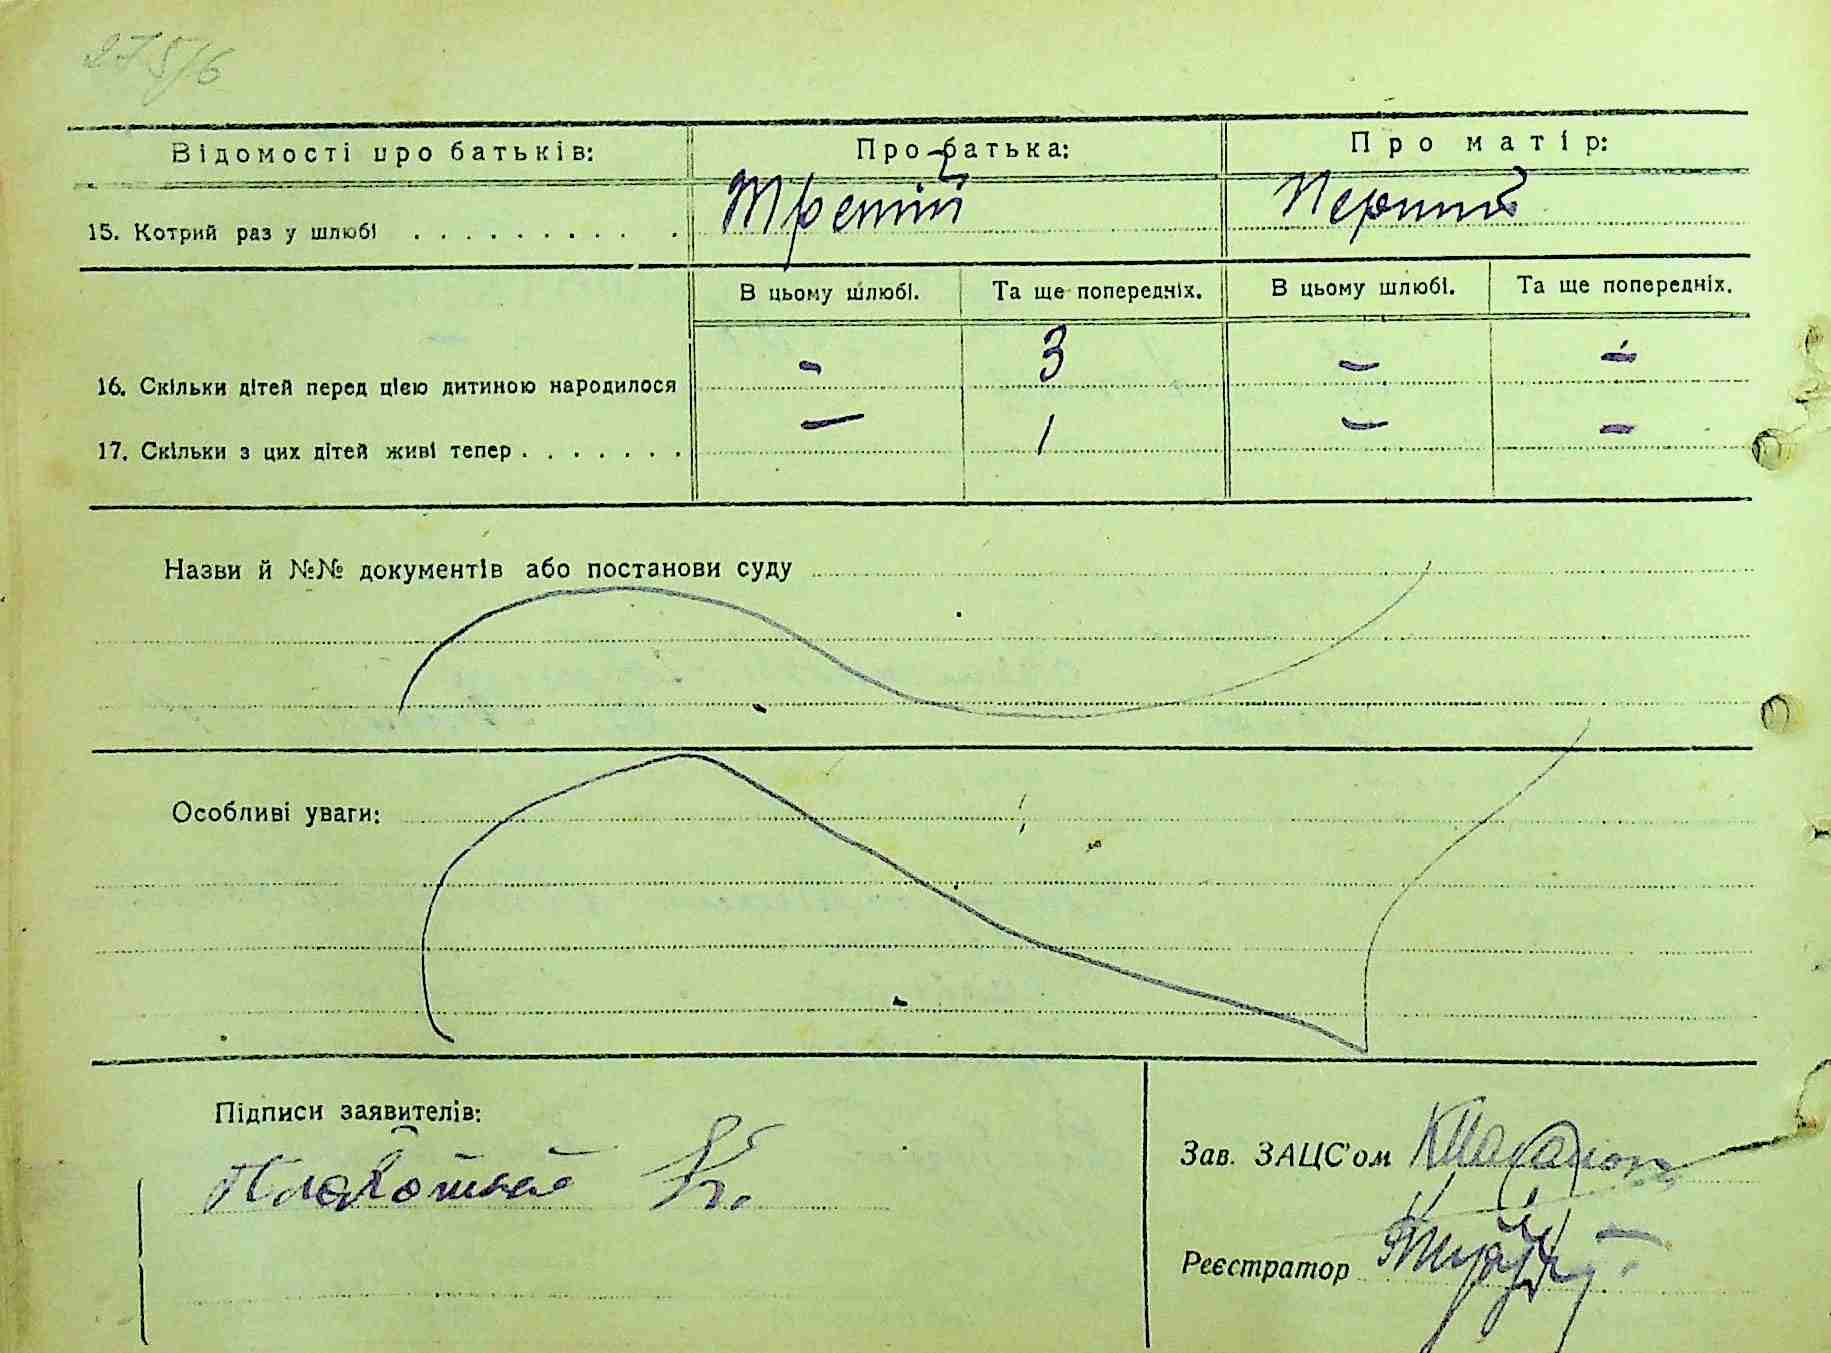 275/6
Відомості про батьків: Про батька: Про матір:
15. Котрий раз у шлюбі . . . . . . . . . . Третій Перший
В цьому шлюбі. Та ще попередніх. В цьому шлюбі. Та ще попередніх.
16. Скільки дітей перед цією дитиною народилося - 3 - -
17. Скільки з цих дітей живі тепер . . . . . . . - 1 - -
Назви й №№ документів або постанови суду
Особливі уваги:
Підписи заявителів:
Зав. ЗАЦС'ом
Реєстратор